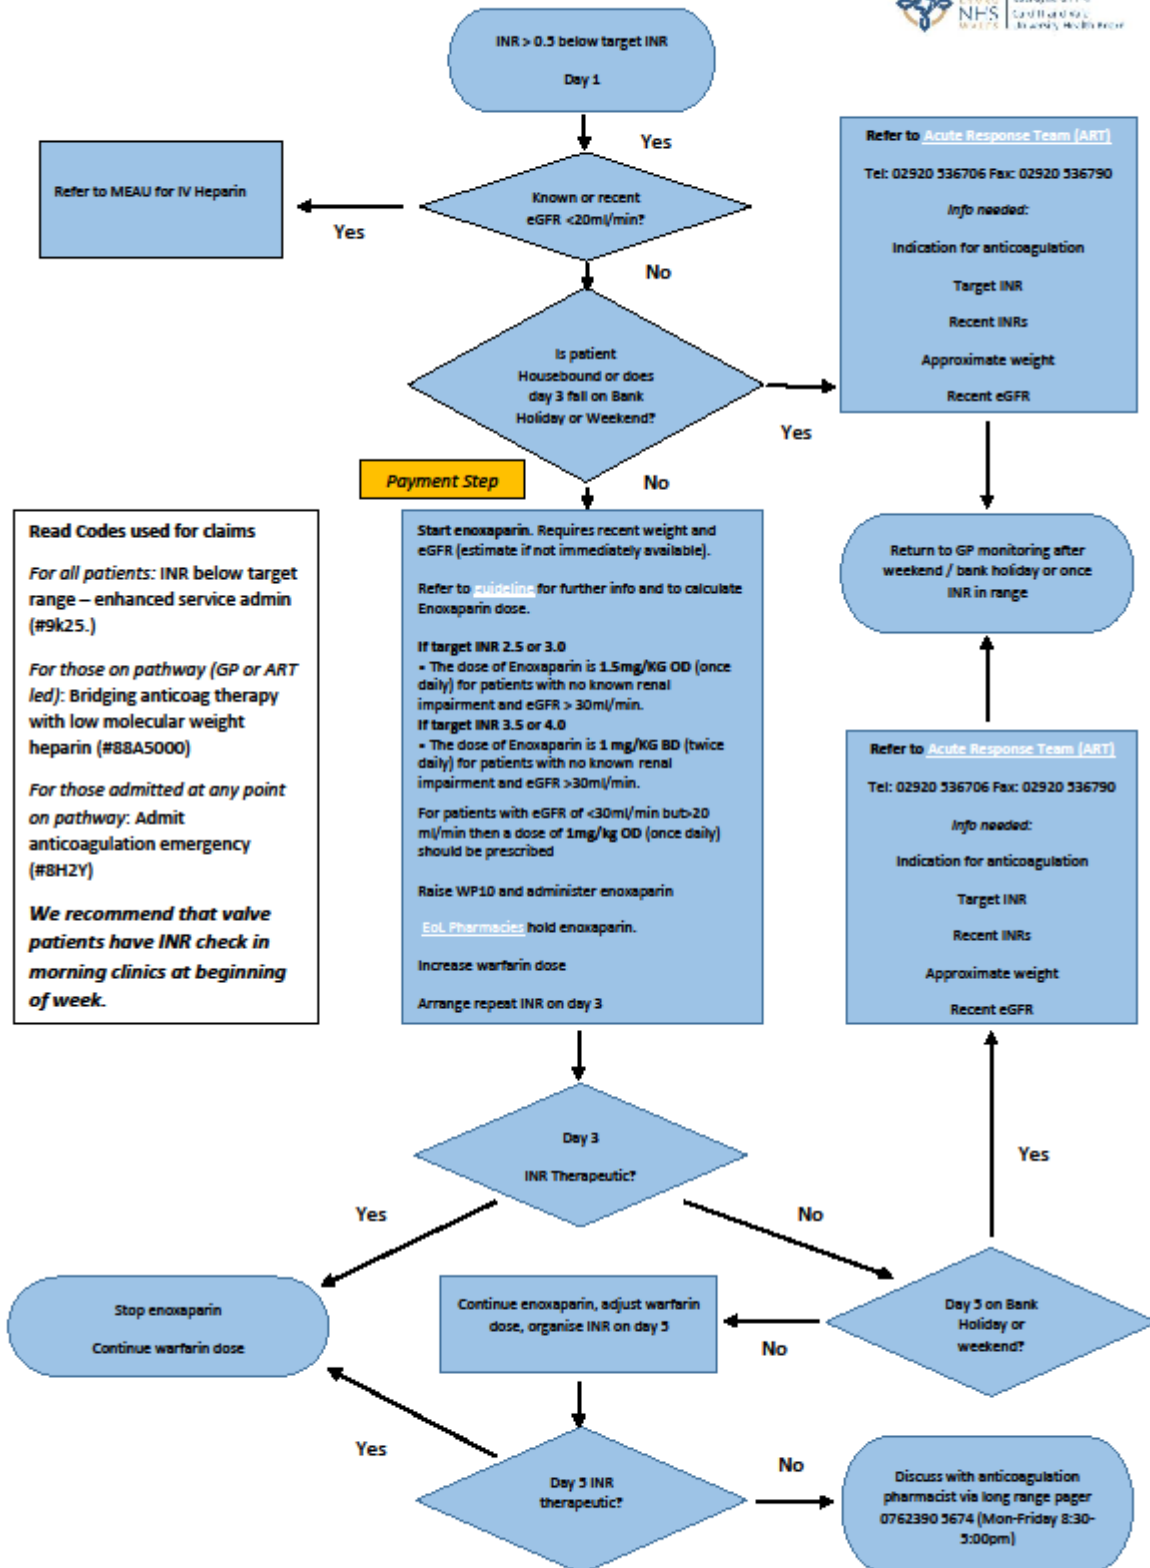 NHS
INR > 0.5 below target INR
Day 1
Yes
Refer to MEAU for IV Heparin
Yes
Known or recent
eGFR <20ml/min?
No
Refer to Acute Response Team (ART)
Tel: 02920 536706 Fax: 02920 536790
Info needed:
Indication for anticoagulation
Target INR
Recent INRs
Approximate weight
Recent eGFR
Is patient
Housebound or does
day 3 fall on Bank
Holiday or Weekend?
Yes
Payment Step
No
Read Codes used for claims
For all patients: INR below target
range – enhanced service admin
(#9k25.)
For those on pathway (GP or ART
led): Bridging anticoag therapy
with low molecular weight
heparin (#88A5000)
For those admitted at any point
on pathway: Admit
anticoagulation emergency
(#8H2Y)
We recommend that valve
patients have INR check in
morning clinics at beginning
of week.
Start enoxaparin. Requires recent weight and
eGFR (estimate if not immediately available).
Refer to guideline for further info and to calculate
Enoxaparin dose.
If target INR 2.5 or 3.0
• The dose of Enoxaparin is 1.5mg/KG OD (once
daily) for patients with no known renal
impairment and eGFR > 30ml/min.
If target INR 3.5 or 4.0
• The dose of Enoxaparin is 1 mg/KG BD (twice
daily) for patients with no known renal
impairment and eGFR >30ml/min.
For patients with eGFR of <30ml/min but>20
ml/min then a dose of 1mg/kg OD (once daily)
should be prescribed
Raise WP10 and administer enoxaparin
EoL Pharmacies hold enoxaparin.
Increase warfarin dose
Arrange repeat INR on day 3
Return to GP monitoring after
weekend / bank holiday or once
INR in range
Refer to Acute Response Team (ART)
Tel: 02920 536706 Fax: 02920 536790
Info needed:
Indication for anticoagulation
Target INR
Recent INRs
Approximate weight
Recent eGFR
Day 3
INR Therapeutic?
Yes
Yes
No
Stop enoxaparin
Continue warfarin dose
Continue enoxaparin, adjust warfarin
dose, organise INR on day 5
No
Day 5 on Bank
Holiday or
weekend?
Yes
Day 5 INR
therapeutic?
No
Discuss with anticoagulation
pharmacist via long range pager
0762390 5674 (Mon-Friday 8:30-
5:00pm)